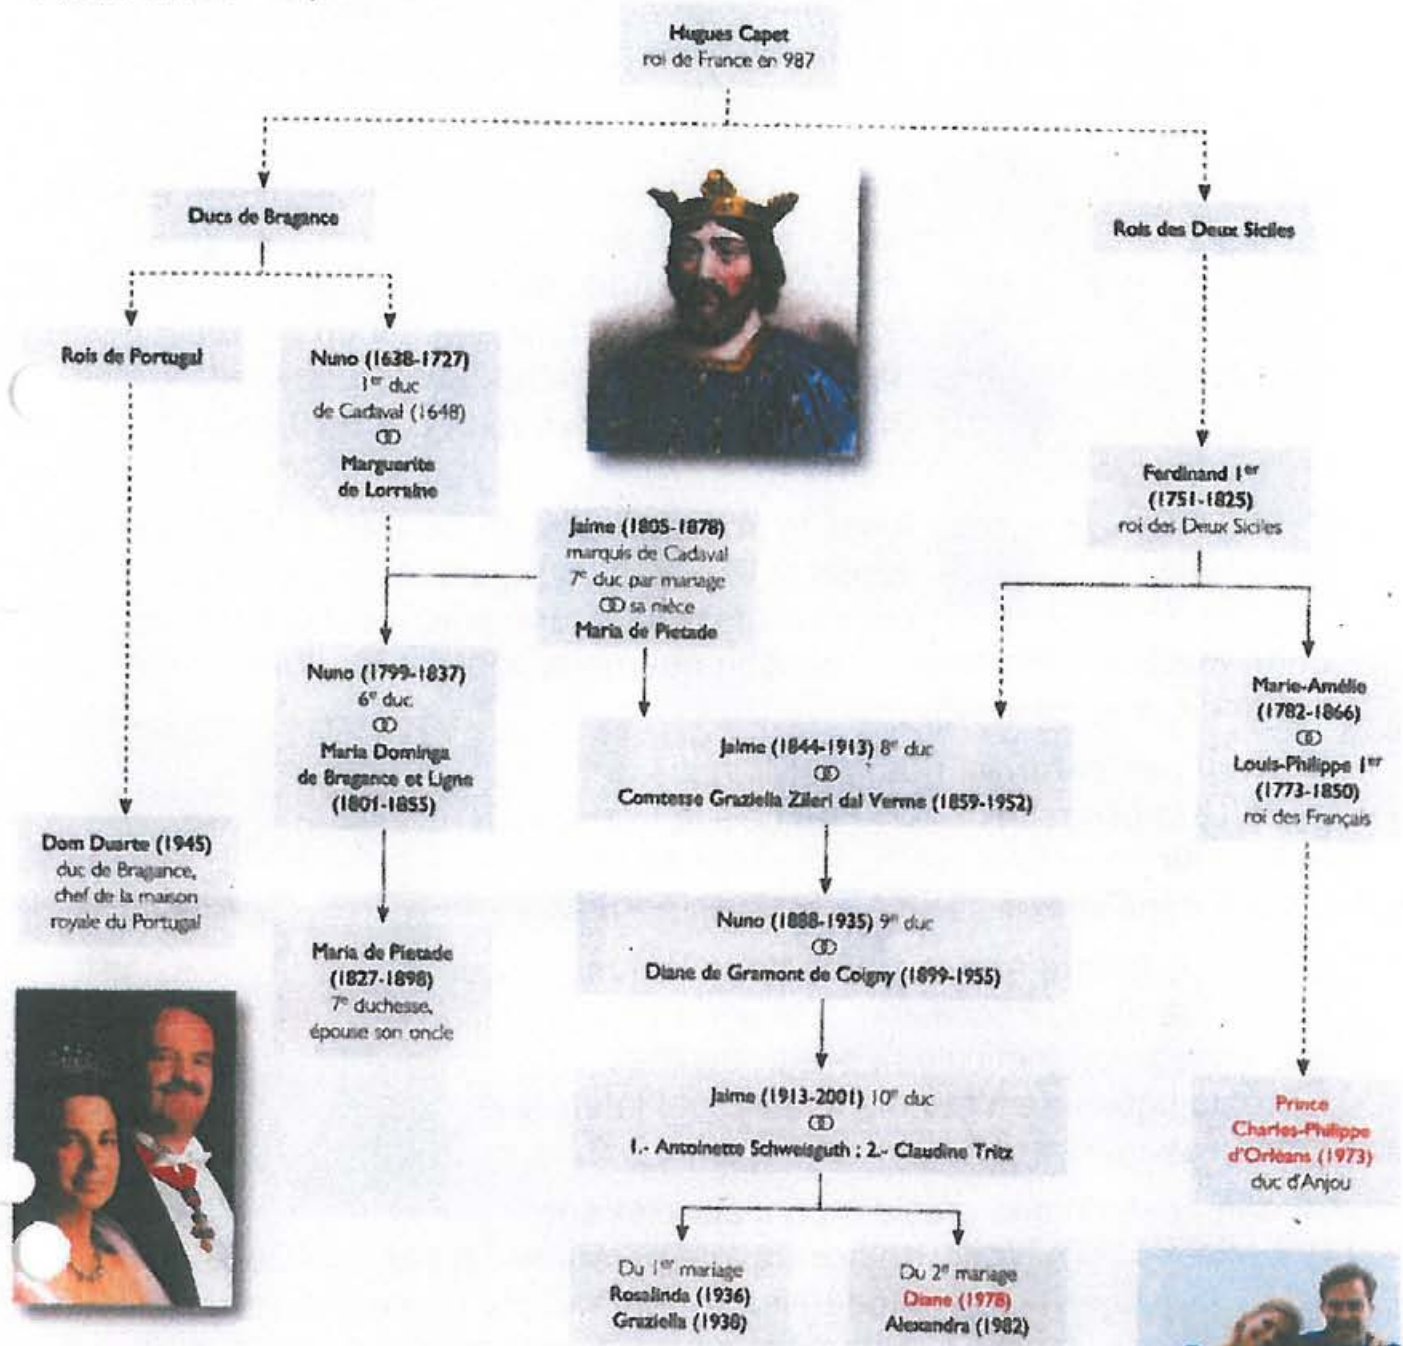 Hugues Capet
roi de France en 987
Ducs de Bragance
Rois des Deux Siciles
Rois de Portugal
Nuno (1638-1727)
1er duc
de Cadaval (1648)
Marguerite
de Lorraine
Ferdinand 1er
(1751-1825)
roi des Deux Siciles
Jaime (1805-1878)
marquis de Cadaval
7e duc par mariage
sa nièce
Maria de Pietade
Nuno (1799-1837)
6e duc
Maria Dominga
de Bragance et Ligne
(1801-1855)
Marie-Amélie
(1782-1866)
Louis-Philippe 1er
(1773-1850)
roi des Français
Jaime (1844-1913) 8e duc
Comtesse Graziella Zileri dal Verme (1859-1952)
Dom Duarte (1945)
duc de Bragance,
chef de la maison
royale du Portugal
Maria de Pietade
(1827-1898)
7e duchesse,
épouse son oncle
Nuno (1888-1935) 9e duc
Diane de Gramont de Coigny (1899-1955)
Jaime (1913-2001) 10e duc
1.- Antoinette Schweisguth ; 2.- Claudine Tritz
Prince
Charles-Philippe
d'Orléans (1973)
duc d'Anjou
Du 1er mariage
Rosalinda (1936)
Graziella (1938)
Du 2e mariage
Diane (1978)
Alexandra (1982)